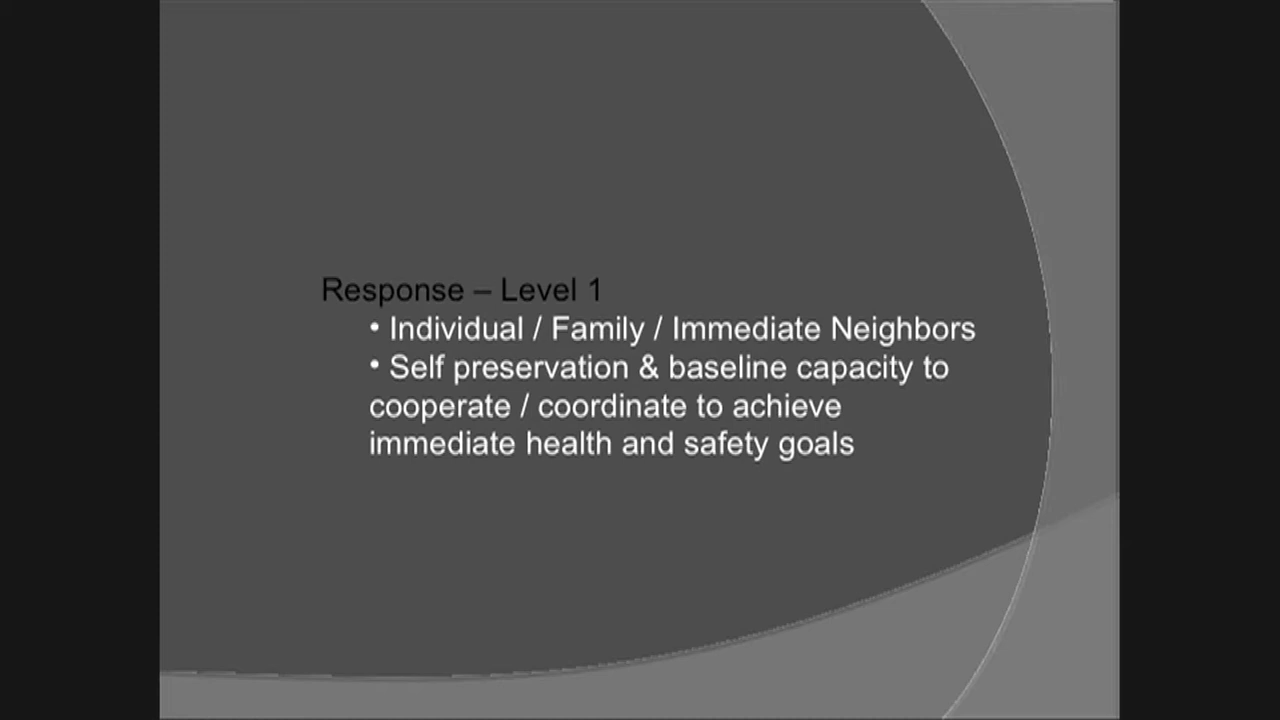 Response – Level 1
• Individual / Family / Immediate Neighbors
• Self preservation & baseline capacity to
cooperate / coordinate to achieve
immediate health and safety goals